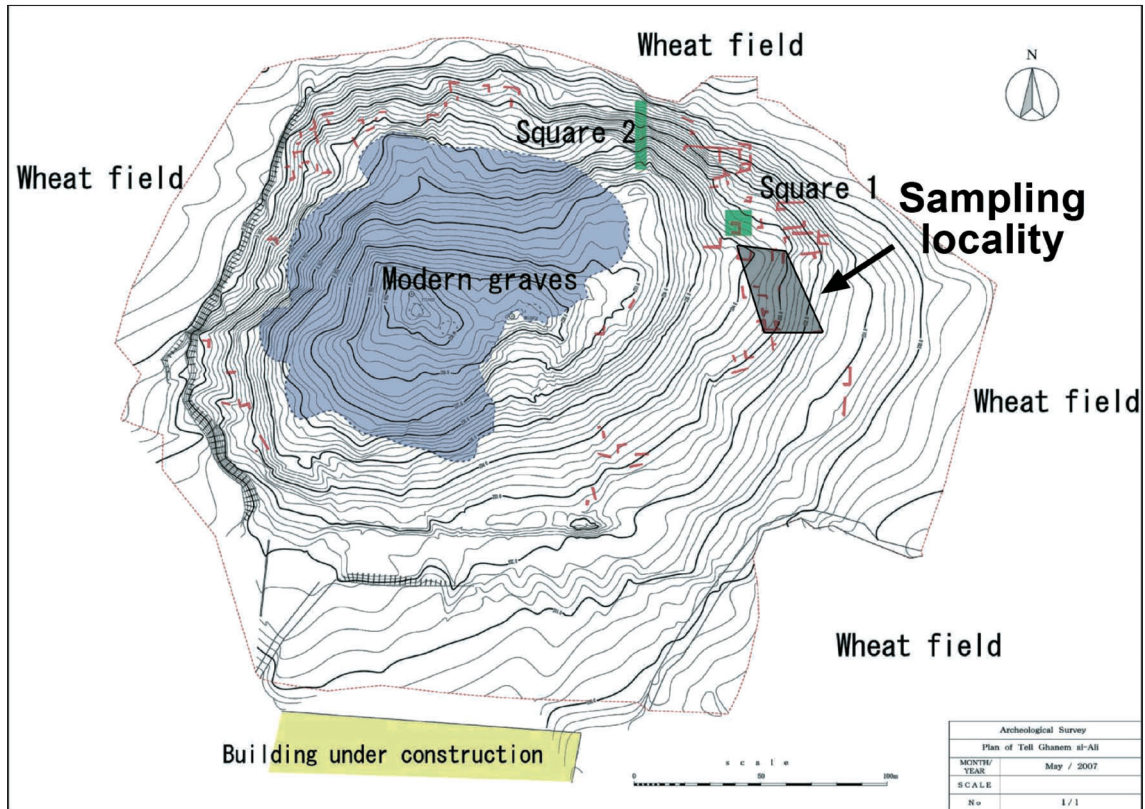 Wheat field
N
Square 2
Wheat field
Square 1
Sampling
locality
Modern graves
Wheat field
Wheat field
Building under construction
scale
0 50 100m
Archeological Survey
Plan of Tell Ghanem al-Ali
MONTH/
YEAR
May / 2007
SCALE
No 1/1